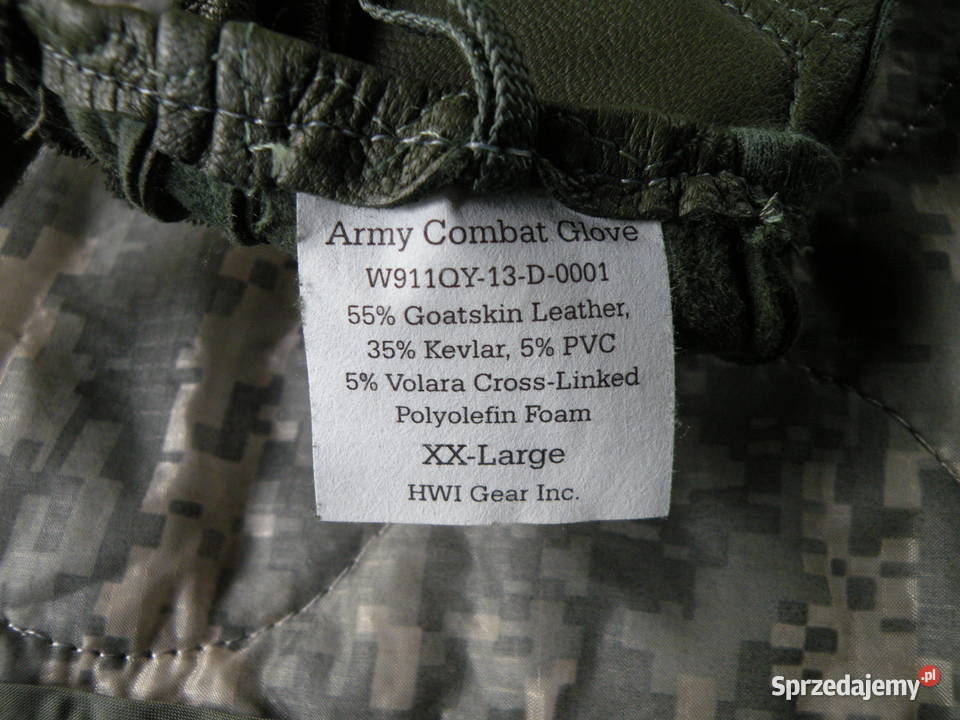 Army Combat Glove
W911QY-13-D-0001
55% Goatskin Leather,
35% Kevlar, 5% PVC
5% Volara Cross-Linked
Polyolefin Foam
XX-Large
HWI Gear Inc.
Sprzedajemy.pl